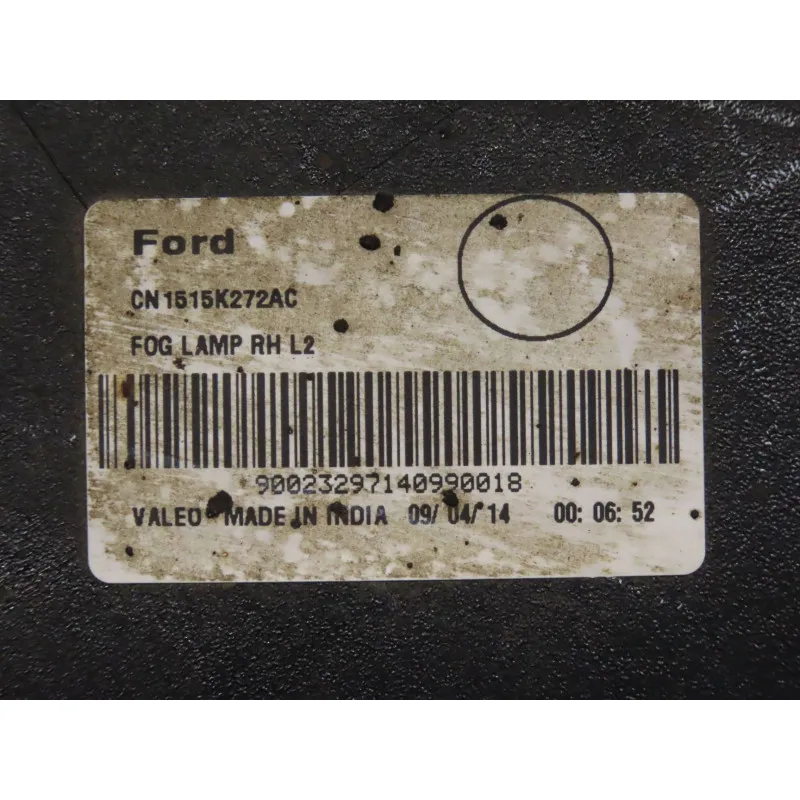 Ford
CN1515K272AC
FOG LAMP RH L2
90023297140990018
VALEO MADE IN INDIA 09/ 04/ 14 00: 06: 52